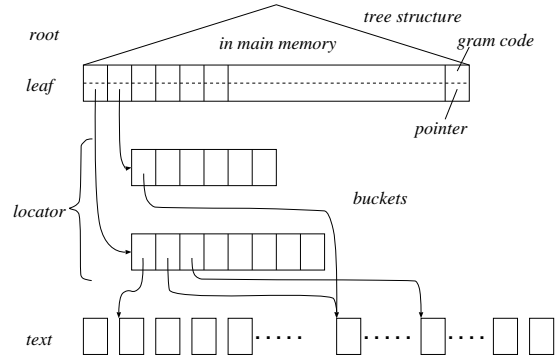 tree structure
root
in main memory
gram code
leaf
pointer
buckets
locator
text